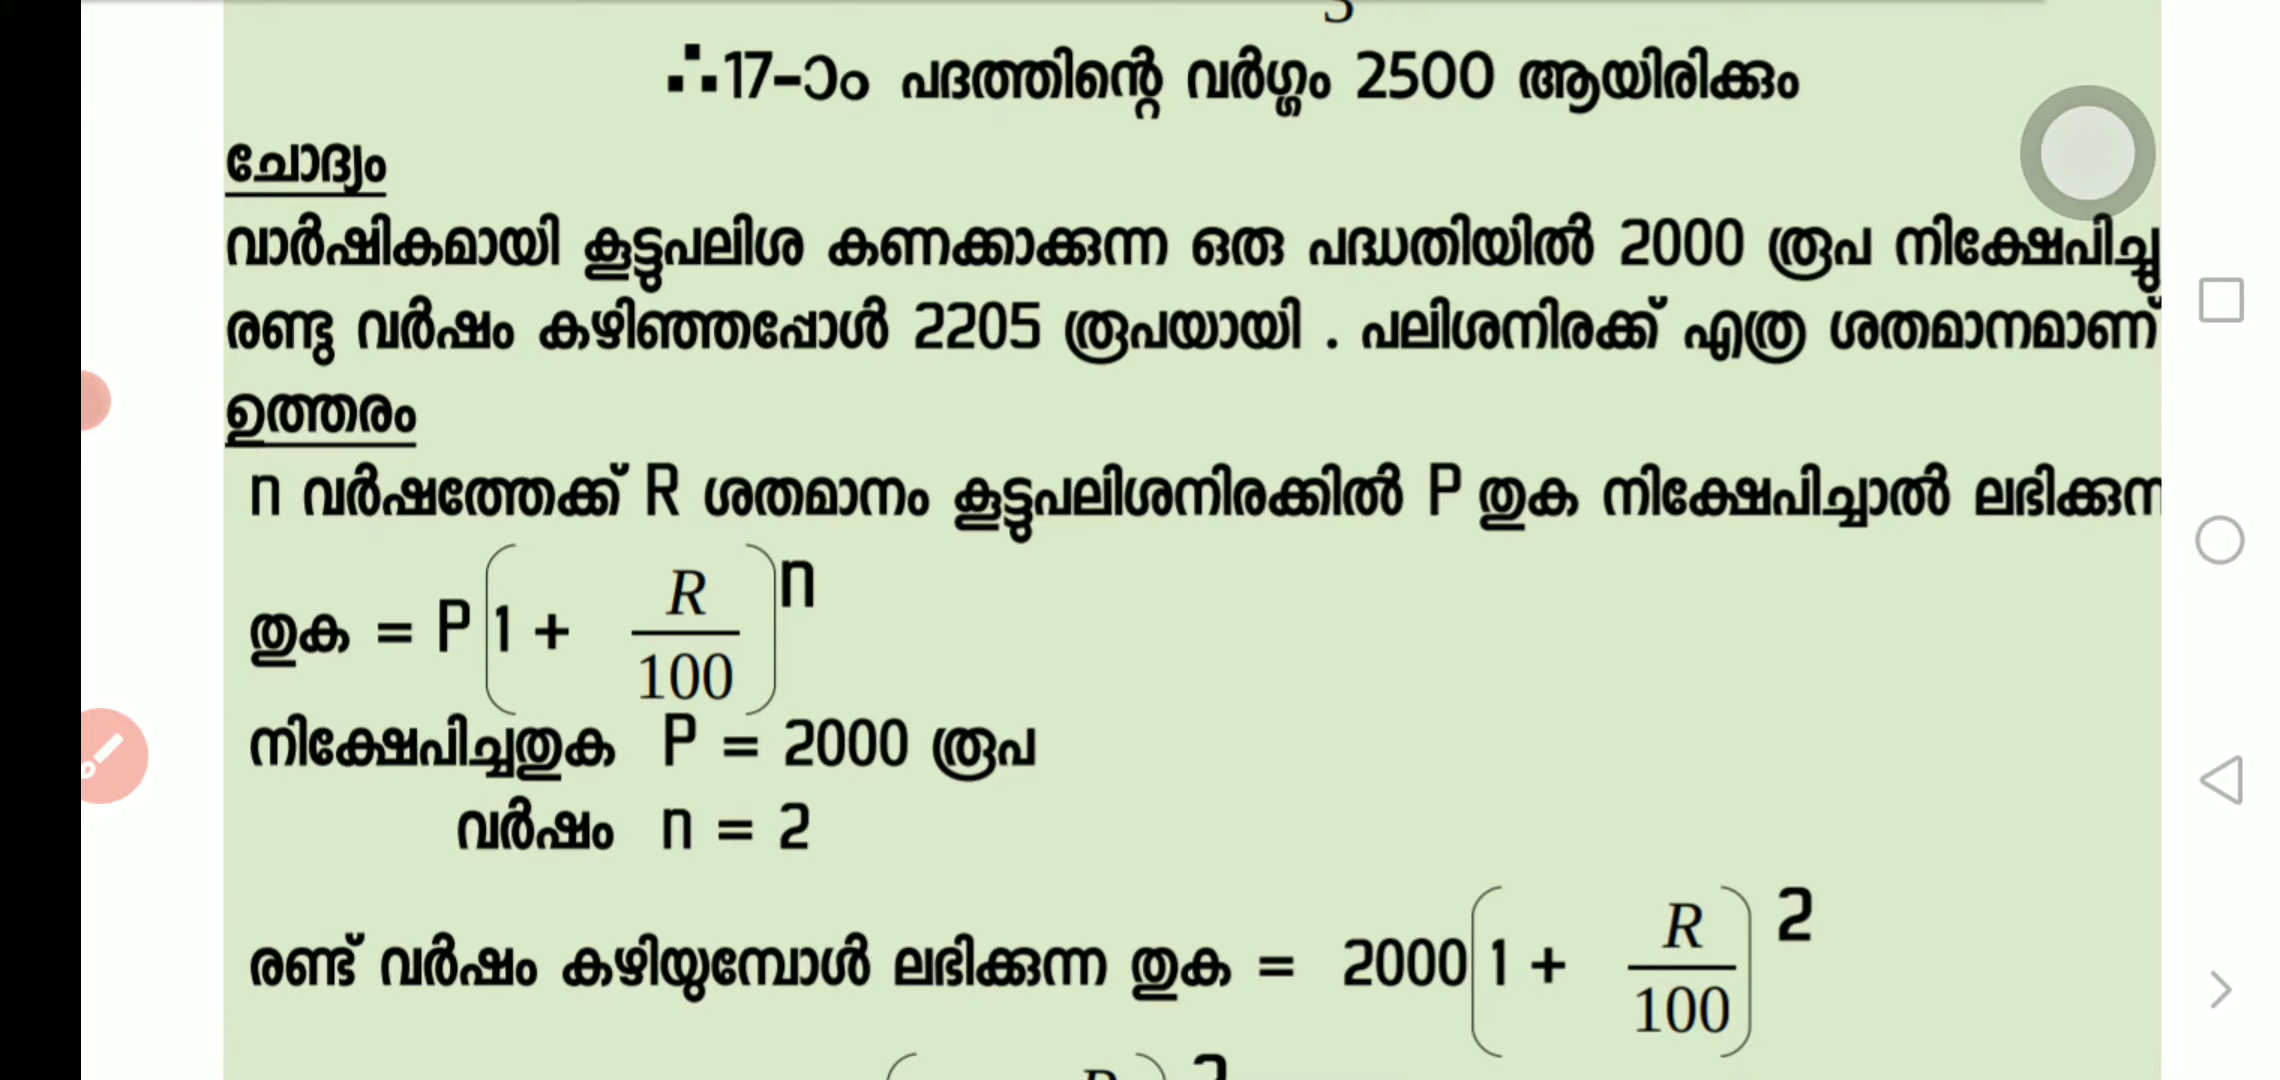 ∴17-ാം പദത്തിന്റെ വർഗ്ഗം 2500 ആയിരിക്കും
ചോദ്യം
വാർഷികമായി കൂട്ടുപലിശ കണക്കാക്കുന്ന ഒരു പദ്ധതിയിൽ 2000 രൂപ നിക്ഷേപിച്ചു
രണ്ടു വർഷം കഴിഞ്ഞപ്പോൾ 2205 രൂപയായി . പലിശനിരക്ക് എത്ര ശതമാനമാണ്
ഉത്തരം
n വർഷത്തേക്ക് R ശതമാനം കൂട്ടുപലിശനിരക്കിൽ P തുക നിക്ഷേപിച്ചാൽ
തുക = P(1 + R/100)^n
നിക്ഷേപിച്ചതുക P = 2000 രൂപ
വർഷം n = 2
രണ്ട് വർഷം കഴിയുമ്പോൾ ലഭിക്കുന്ന തുക = 2000(1 + R/100)^2